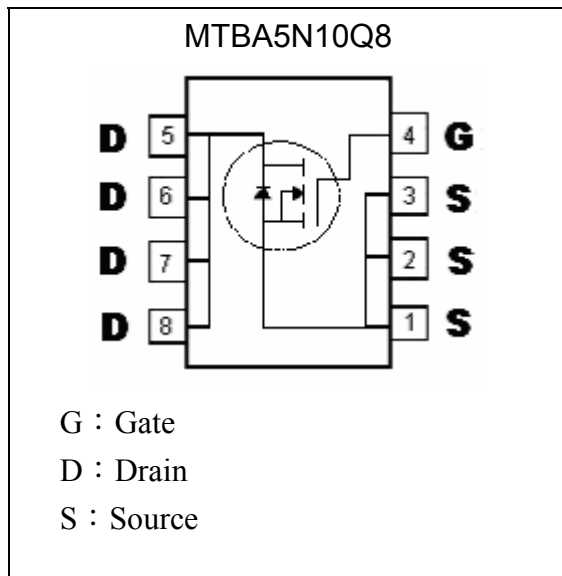 MTBA5N10Q8
D 5 4 G
D 6 3 S
D 7 2 S
D 8 1 S
G：Gate
D：Drain
S：Source